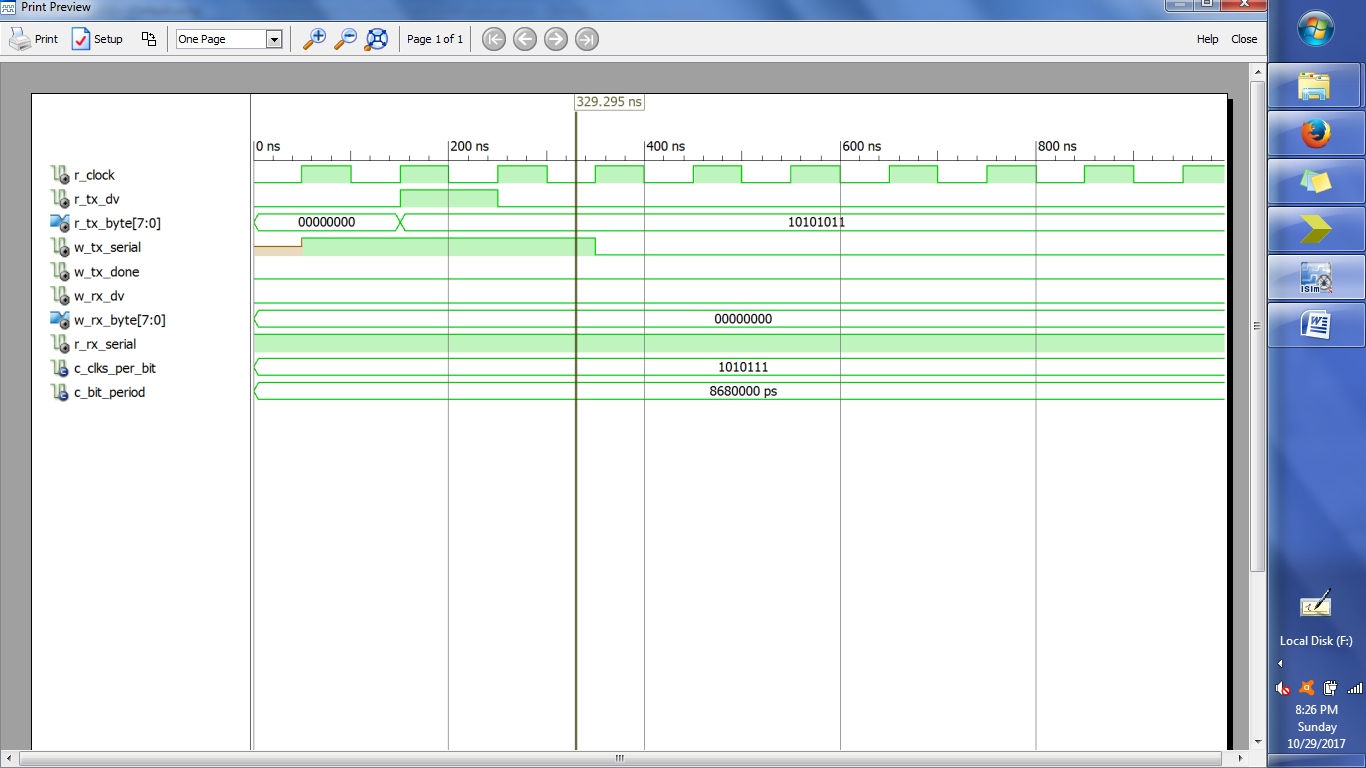 Print Preview
Print Setup One Page Page 1 of 1 Help Close
329.295 ns
0 ns 200 ns 400 ns 600 ns 800 ns
r_clock
r_tx_dv
r_tx_byte[7:0] 00000000 10101011
w_tx_serial
w_tx_done
w_rx_dv
w_rx_byte[7:0] 00000000
r_rx_serial
c_clks_per_bit 1010111
c_bit_period 8680000 ps
ISim
W
Local Disk (F:)
8:26 PM
Sunday
10/29/2017